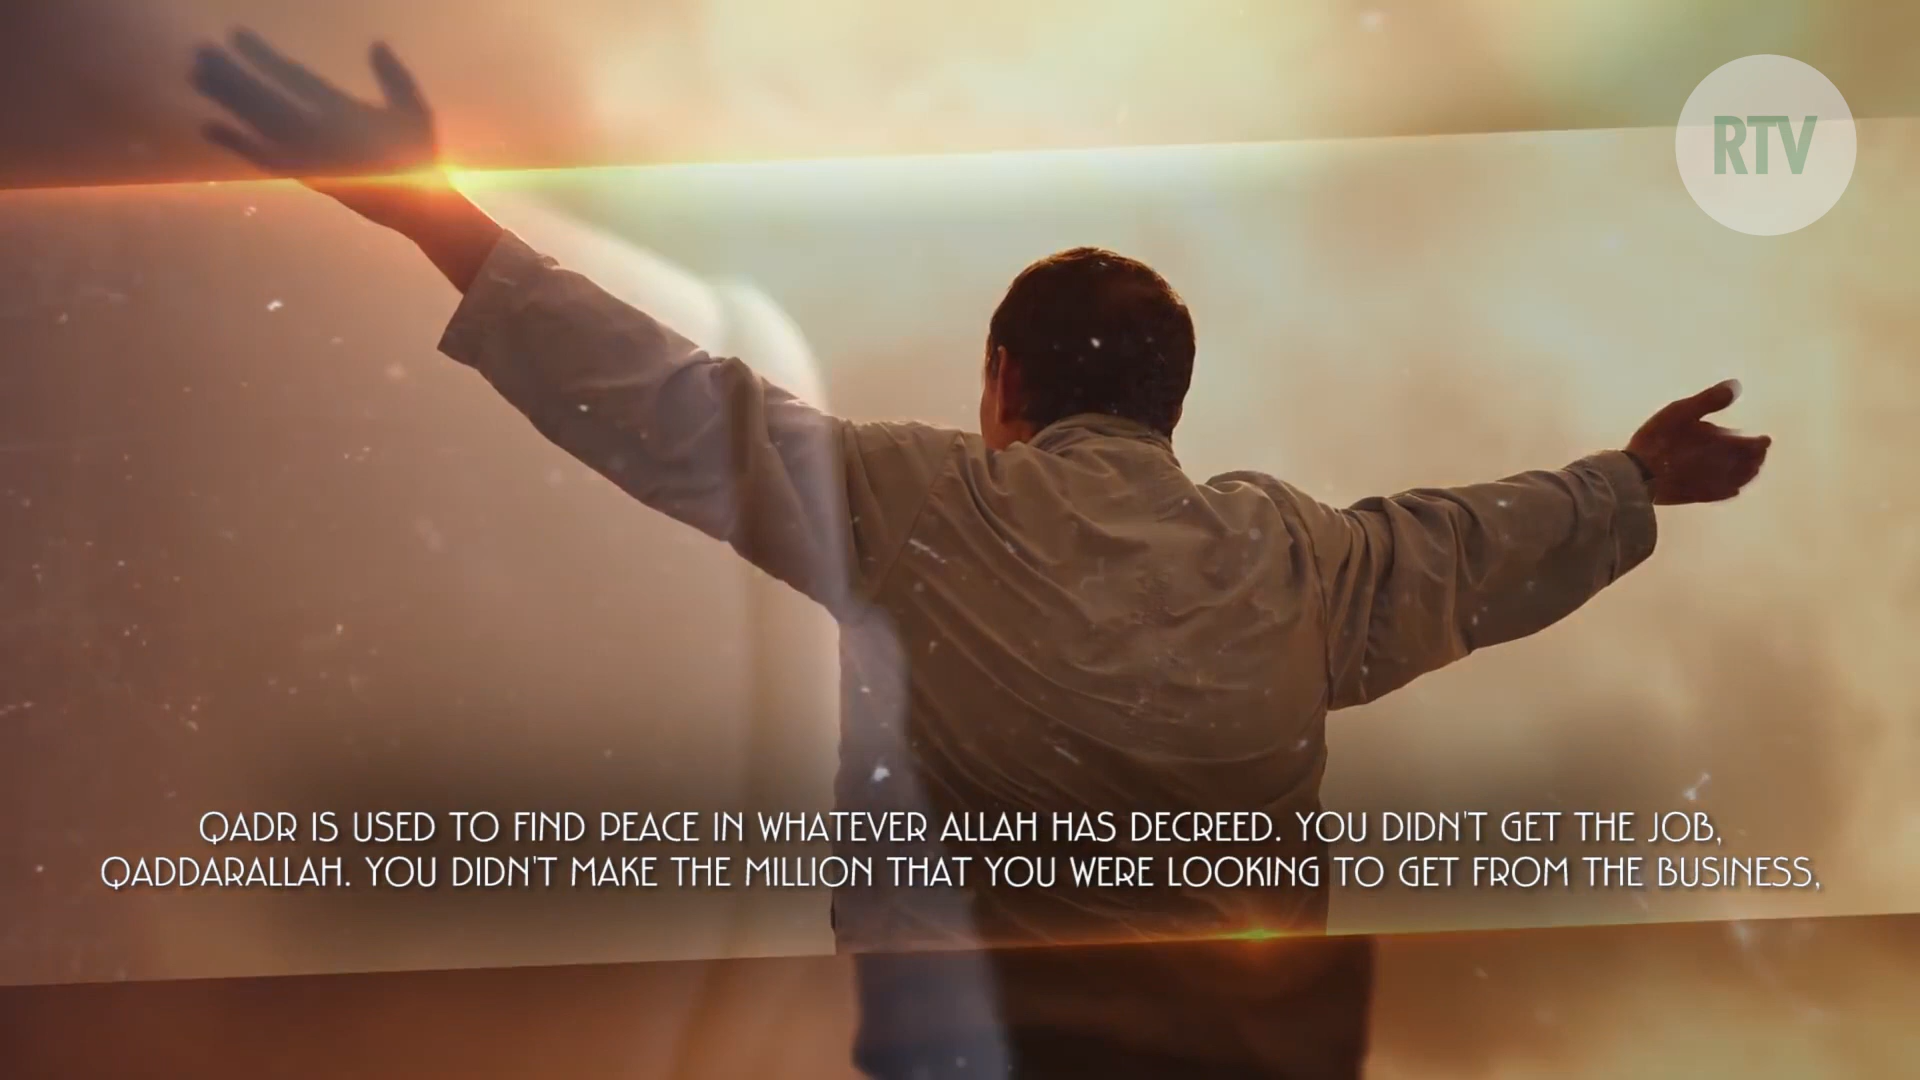 RTV
QADR IS USED TO FIND PEACE IN WHATEVER ALLAH HAS DECREED. YOU DIDN'T GET THE JOB,
QADDARALLAH. YOU DIDN'T MAKE THE MILLION THAT YOU WERE LOOKING TO GET FROM THE BUSINESS,